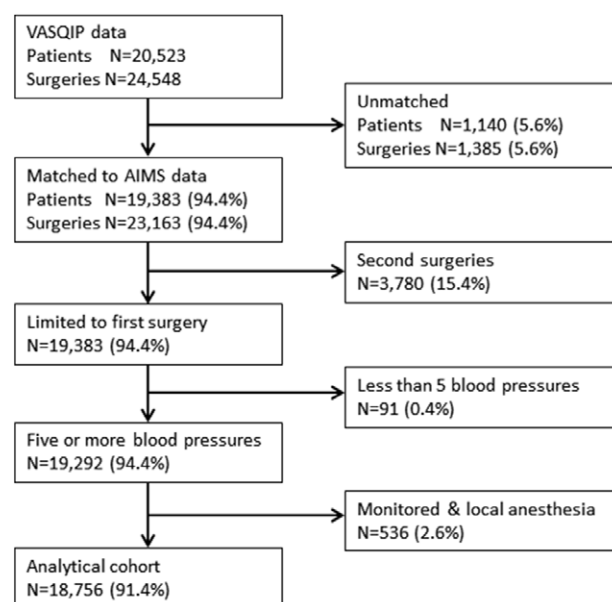 VASQIP data
Patients N=20,523
Surgeries N=24,548
Unmatched
Patients N=1,140 (5.6%)
Surgeries N=1,385 (5.6%)
Matched to AIMS data
Patients N=19,383 (94.4%)
Surgeries N=23,163 (94.4%)
Second surgeries
N=3,780 (15.4%)
Limited to first surgery
N=19,383 (94.4%)
Less than 5 blood pressures
N=91 (0.4%)
Five or more blood pressures
N=19,292 (94.4%)
Monitored & local anesthesia
N=536 (2.6%)
Analytical cohort
N=18,756 (91.4%)